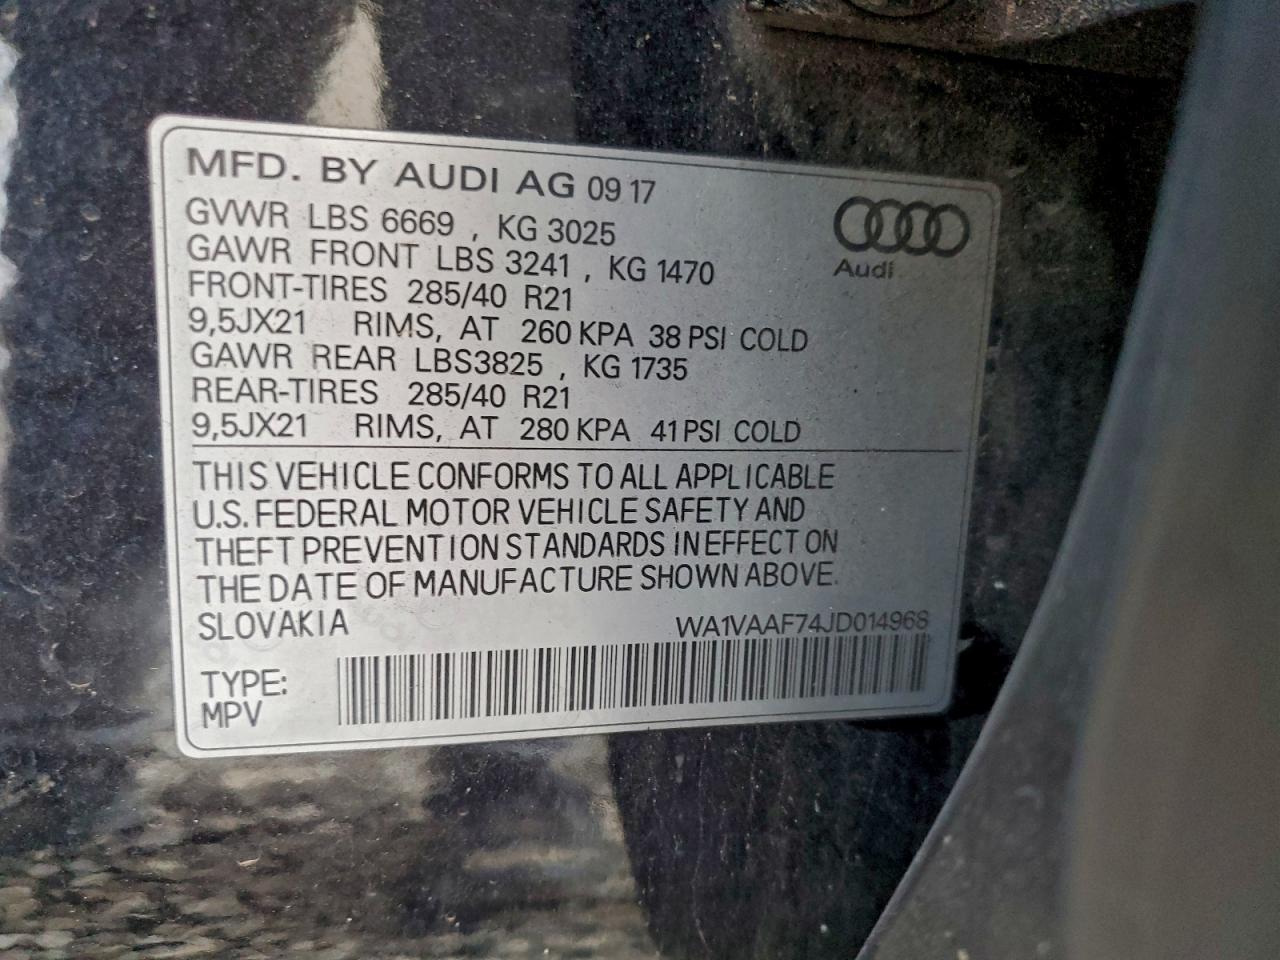 MFD. BY AUDI AG 09 17
GVWR LBS 6669 , KG 3025
GAWR FRONT LBS 3241 , KG 1470
FRONT-TIRES 285/40 R21
9,5JX21 RIMS, AT 260 KPA 38 PSI COLD
GAWR REAR LBS3825 , KG 1735
REAR-TIRES 285/40 R21
9,5JX21 RIMS, AT 280 KPA 41 PSI COLD
Audi
THIS VEHICLE CONFORMS TO ALL APPLICABLE
U.S. FEDERAL MOTOR VEHICLE SAFETY AND
THEFT PREVENTION STANDARDS IN EFFECT ON
THE DATE OF MANUFACTURE SHOWN ABOVE.
SLOVAKIA WA1VAAF74JD014968
TYPE:
MPV